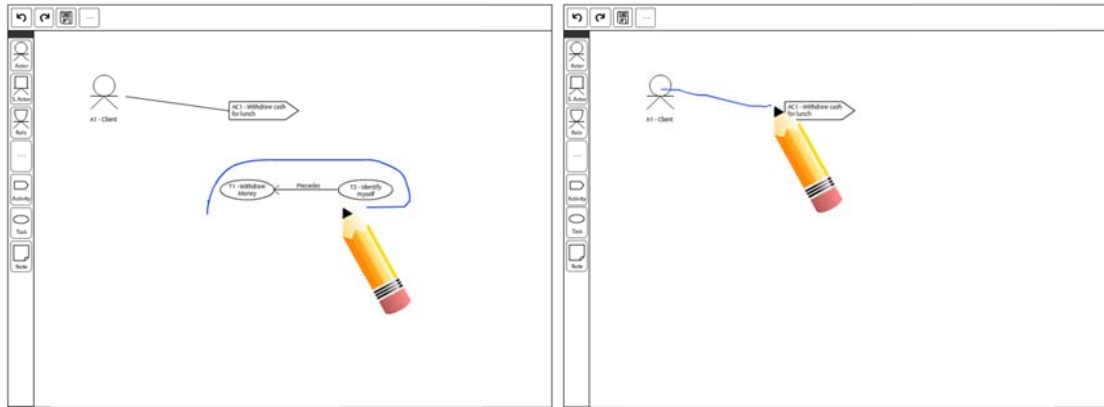 Actor
S. Actor
Role
...
Activity
Task
Note
A1 - Client
AC1 - Withdraw cash
for lunch
T1 - Withdraw
Money
Precedes
T2 - Identify
myself
...
Actor
S. Actor
Role
...
Activity
Task
Note
A1 - Client
AC1 - Withdraw cash
for lunch